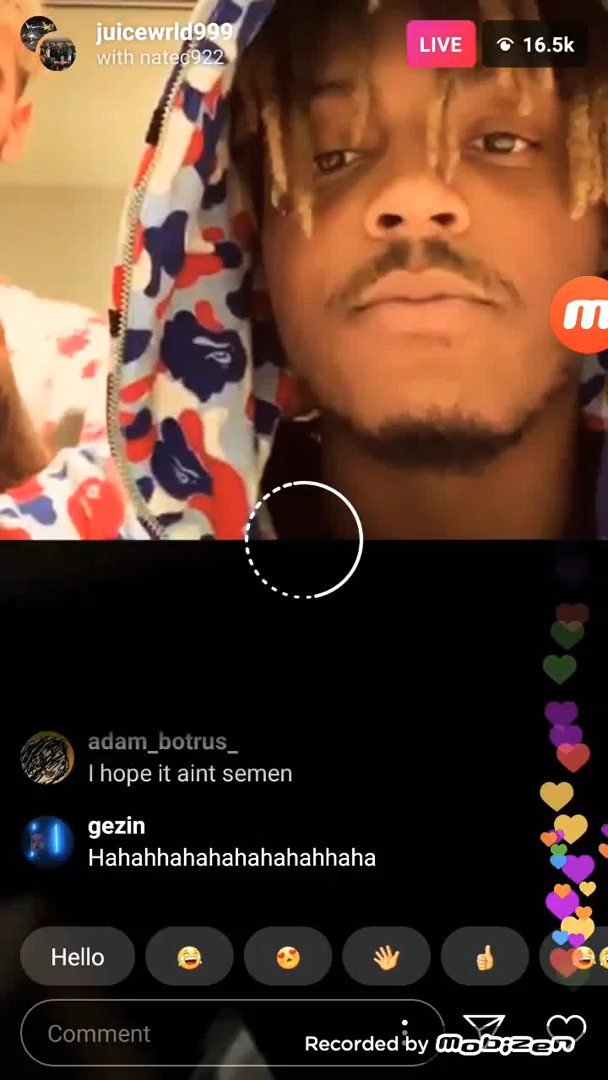 juicewrld999
with natec922
LIVE
16.5k
m
adam_botrus_
I hope it aint semen
gezin
Hahahhahahahahahahhaha
Hello
Comment
Recorded by mobizen